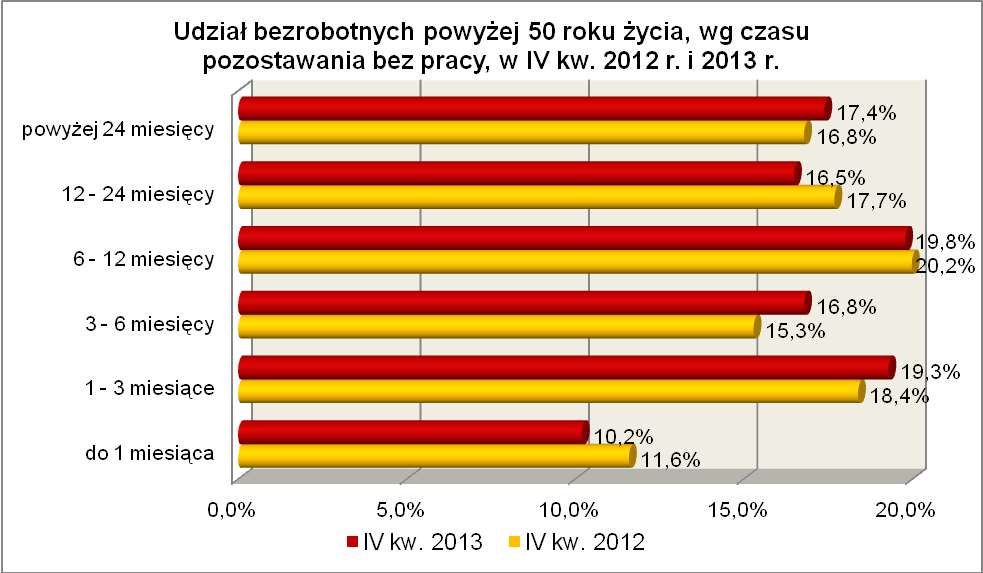 Udział bezrobotnych powyżej 50 roku życia, wg czasu
pozostawania bez pracy, w IV kw. 2012 r. i 2013 r.
powyżej 24 miesięcy
17,4%
16,8%
12 - 24 miesięcy
16,5%
17,7%
6 - 12 miesięcy
19,8%
20,2%
3 - 6 miesięcy
16,8%
15,3%
1 - 3 miesiące
19,3%
18,4%
do 1 miesiąca
10,2%
11,6%
0,0% 5,0% 10,0% 15,0% 20,0%
IV kw. 2013 IV kw. 2012